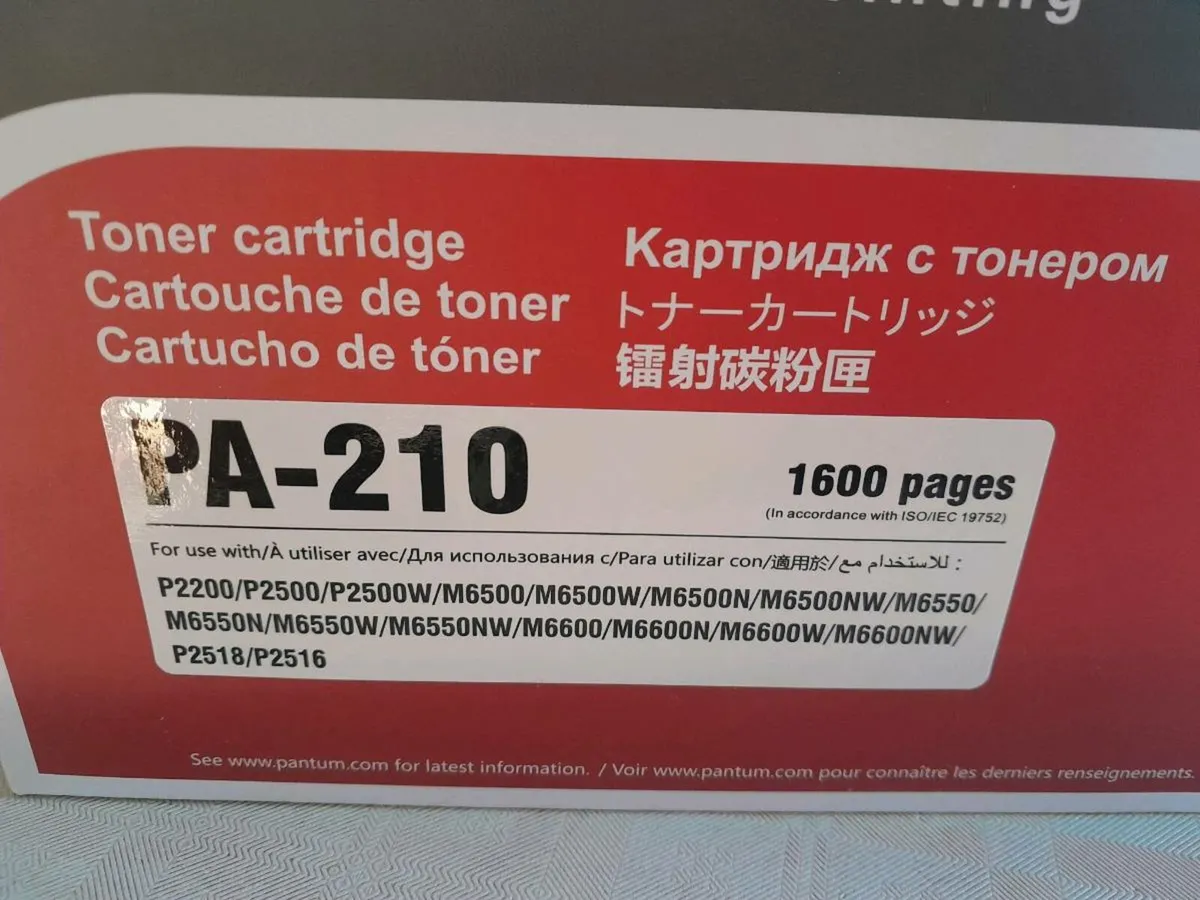 Toner cartridge
Cartouche de toner
Cartucho de tóner
Картридж с тонером
トナーカートリッジ
镭射碳粉匣
PA-210
1600 pages
(In accordance with ISO/IEC 19752)
For use with/À utiliser avec/Для использования с/Para utilizar con/適用於/للاستخدام مع :
P2200/P2500/P2500W/M6500/M6500W/M6500N/M6500NW/M6550/
M6550N/M6550W/M6550NW/M6600/M6600N/M6600W/M6600NW/
P2518/P2516
See www.pantum.com for latest information. / Voir www.pantum.com pour connaître les derniers renseignements.